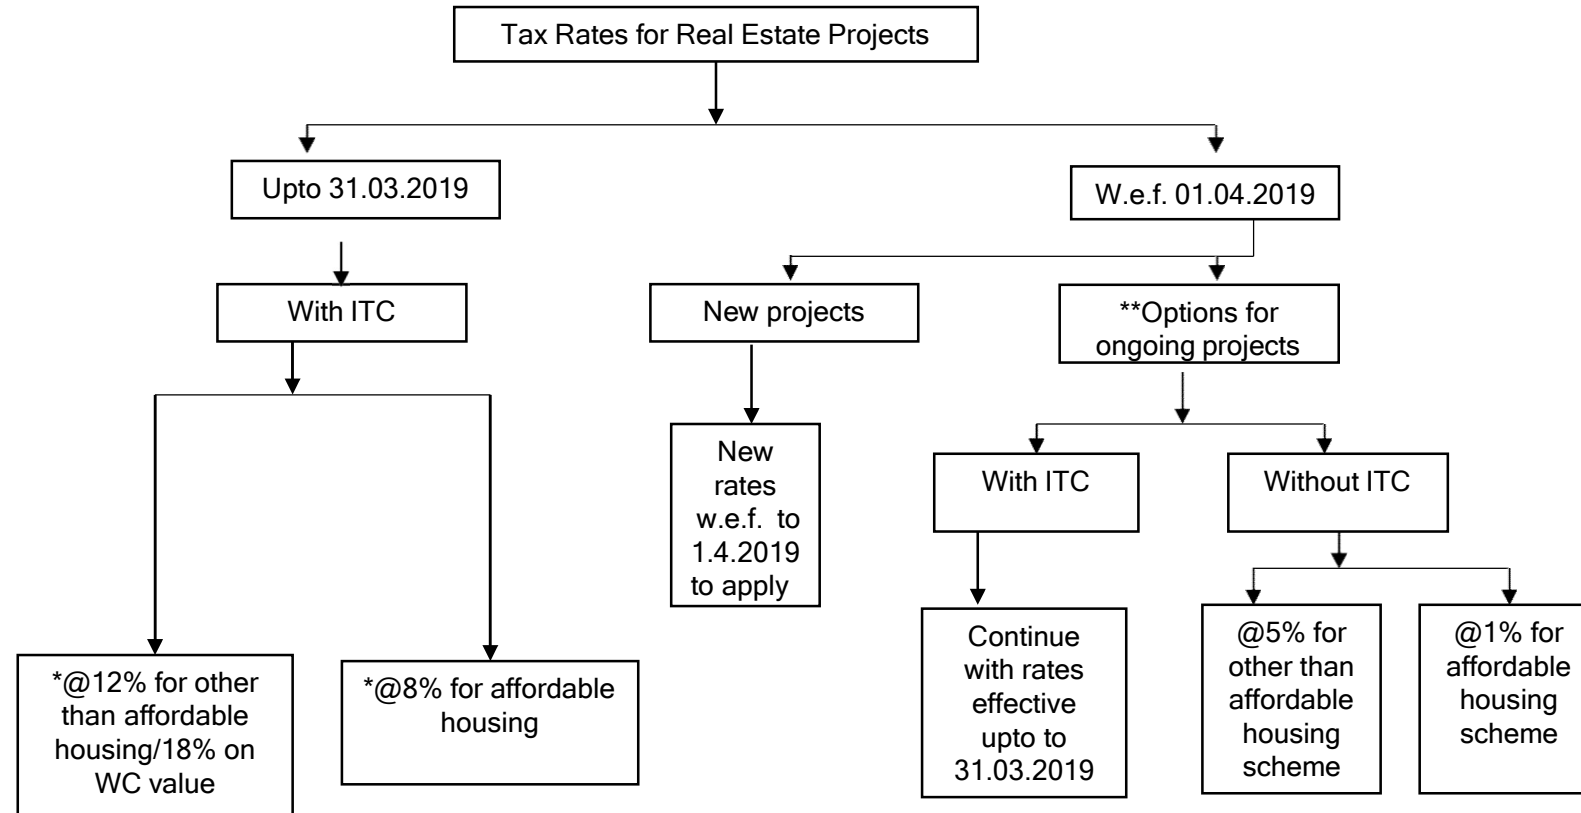 Tax Rates for Real Estate Projects
Upto 31.03.2019
W.e.f. 01.04.2019
With ITC
New projects
**Options for
ongoing projects
New
rates
w.e.f. to
1.4.2019
to apply
With ITC
Without ITC
*@12% for other
than affordable
housing/18% on
WC value
*@8% for affordable
housing
Continue
with rates
effective
upto to
31.03.2019
@5% for
other than
affordable
housing
scheme
@1% for
affordable
housing
scheme